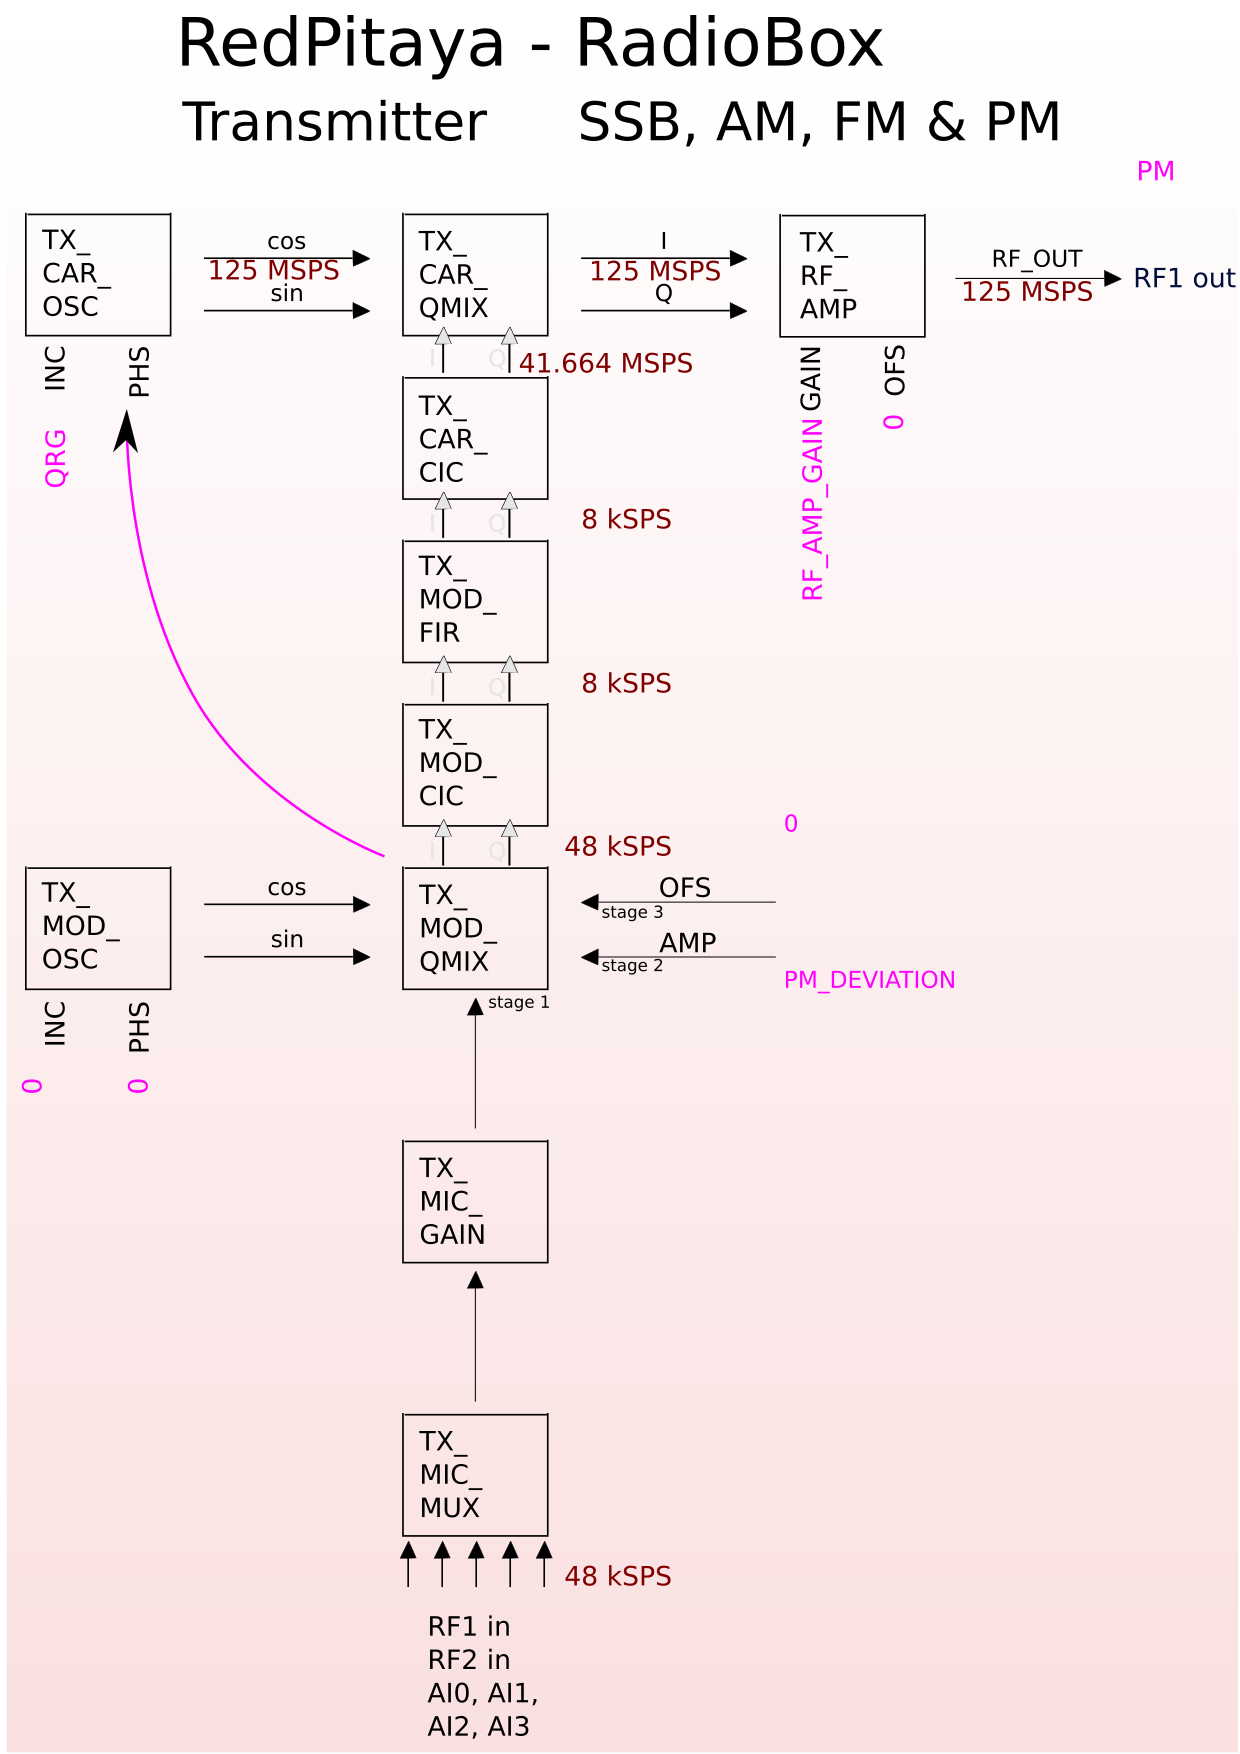 RedPitaya - RadioBox
Transmitter SSB, AM, FM & PM
PM
TX_
CAR_
OSC
cos
125 MSPS
sin
TX_
CAR_
QMIX
I
125 MSPS
Q
TX_
RF_
AMP
RF_OUT
125 MSPS
RF1 out
INC
PHS
QRG
I
Q
41.664 MSPS
GAIN
OFS
RF_AMP_GAIN
0
TX_
CAR_
CIC
I
Q
8 kSPS
TX_
MOD_
FIR
I
Q
8 kSPS
TX_
MOD_
CIC
0
I
Q
48 kSPS
TX_
MOD_
OSC
cos
sin
TX_
MOD_
QMIX
OFS
stage 3
AMP
stage 2
PM_DEVIATION
INC
PHS
0
0
stage 1
TX_
MIC_
GAIN
TX_
MIC_
MUX
48 kSPS
RF1 in
RF2 in
AI0, AI1,
AI2, AI3